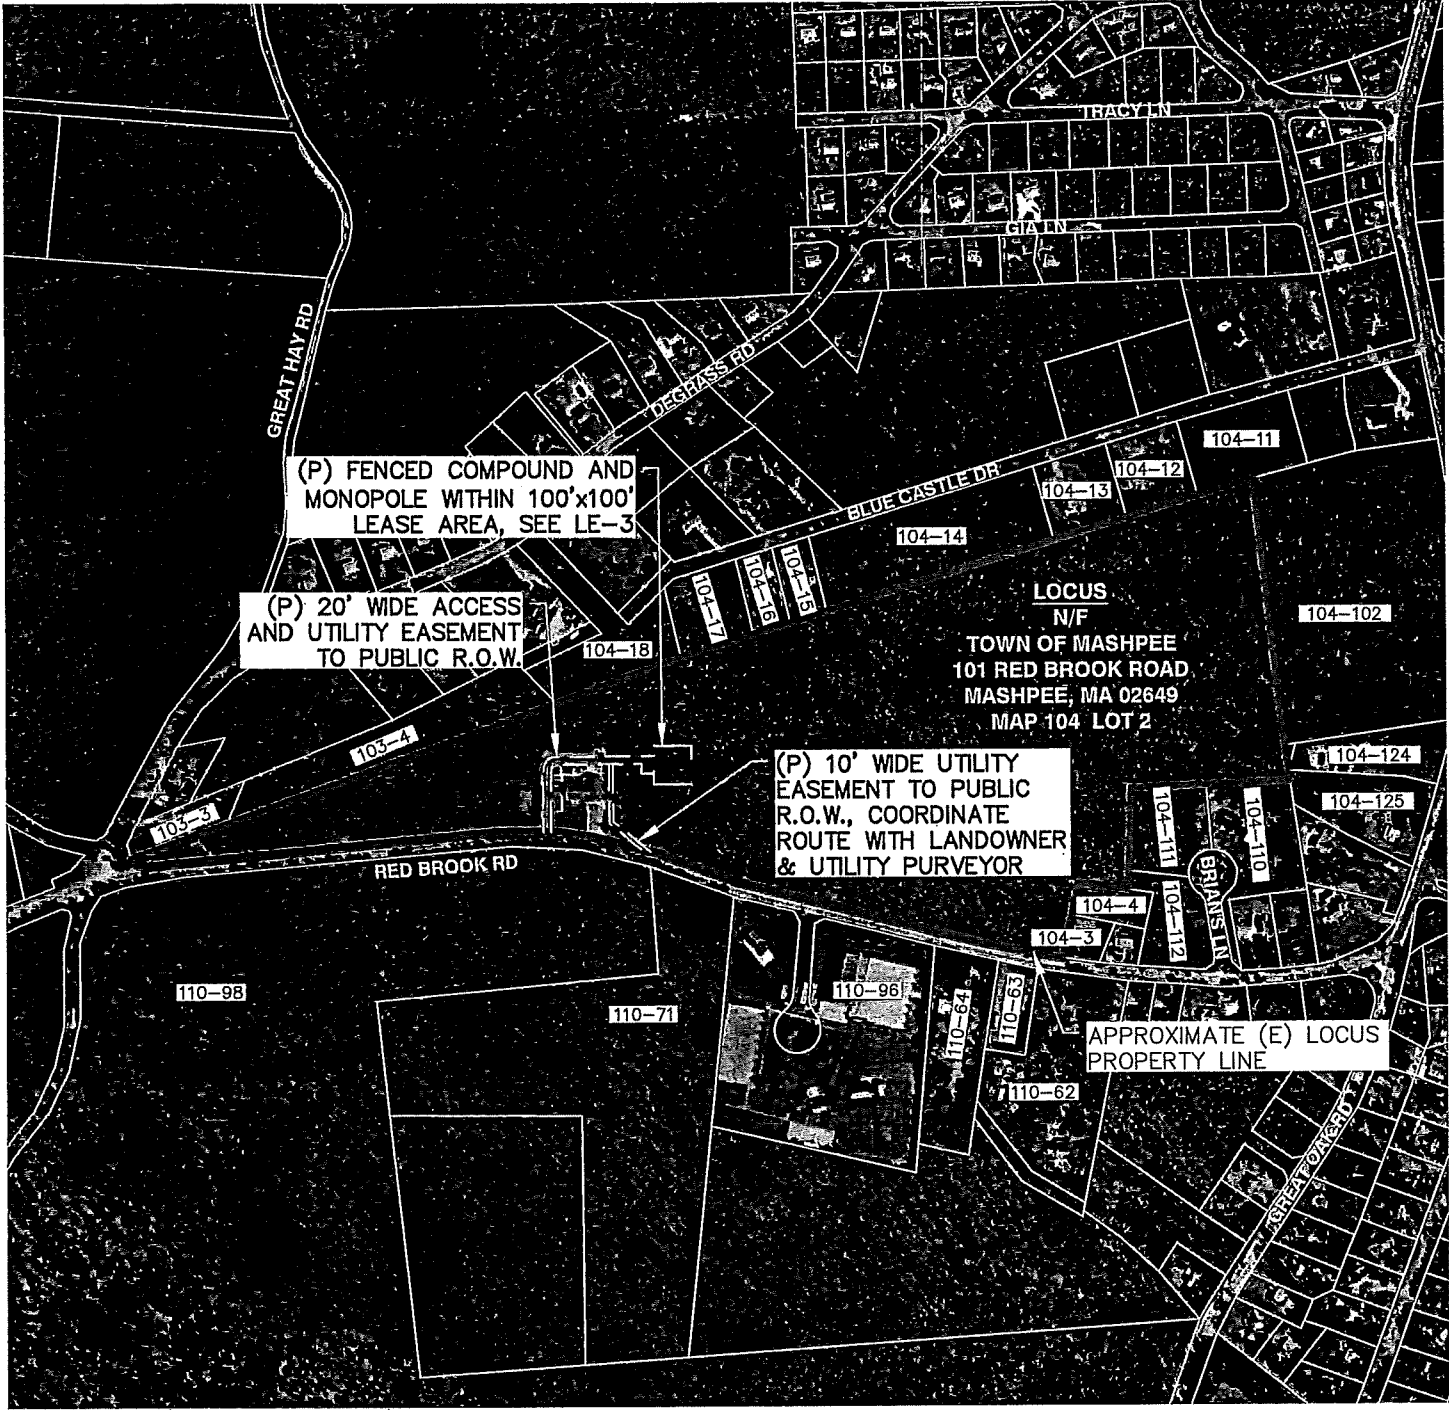 TRACY LN
GIA LN
GREAT HAY RD
DEGRASS RD
104-11
104-12
104-13
BLUE CASTLE DR
(P) FENCED COMPOUND AND
MONOPOLE WITHIN 100'x100'
LEASE AREA, SEE LE-3
104-14
104-15
104-16
104-17
(P) 20' WIDE ACCESS
AND UTILITY EASEMENT
TO PUBLIC R.O.W.
104-18
LOCUS
N/F
TOWN OF MASHPEE
101 RED BROOK ROAD
MASHPEE, MA 02649
MAP 104 LOT 2
104-102
103-4
103-3
(P) 10' WIDE UTILITY
EASEMENT TO PUBLIC
R.O.W., COORDINATE
ROUTE WITH LANDOWNER
& UTILITY PURVEYOR
104-124
104-125
104-111
104-110
RED BROOK RD
BRIAN'S LN
104-4
104-112
104-3
110-98
110-71
110-96
110-64
110-63
APPROXIMATE (E) LOCUS
PROPERTY LINE
110-62
GREAT OAK RD